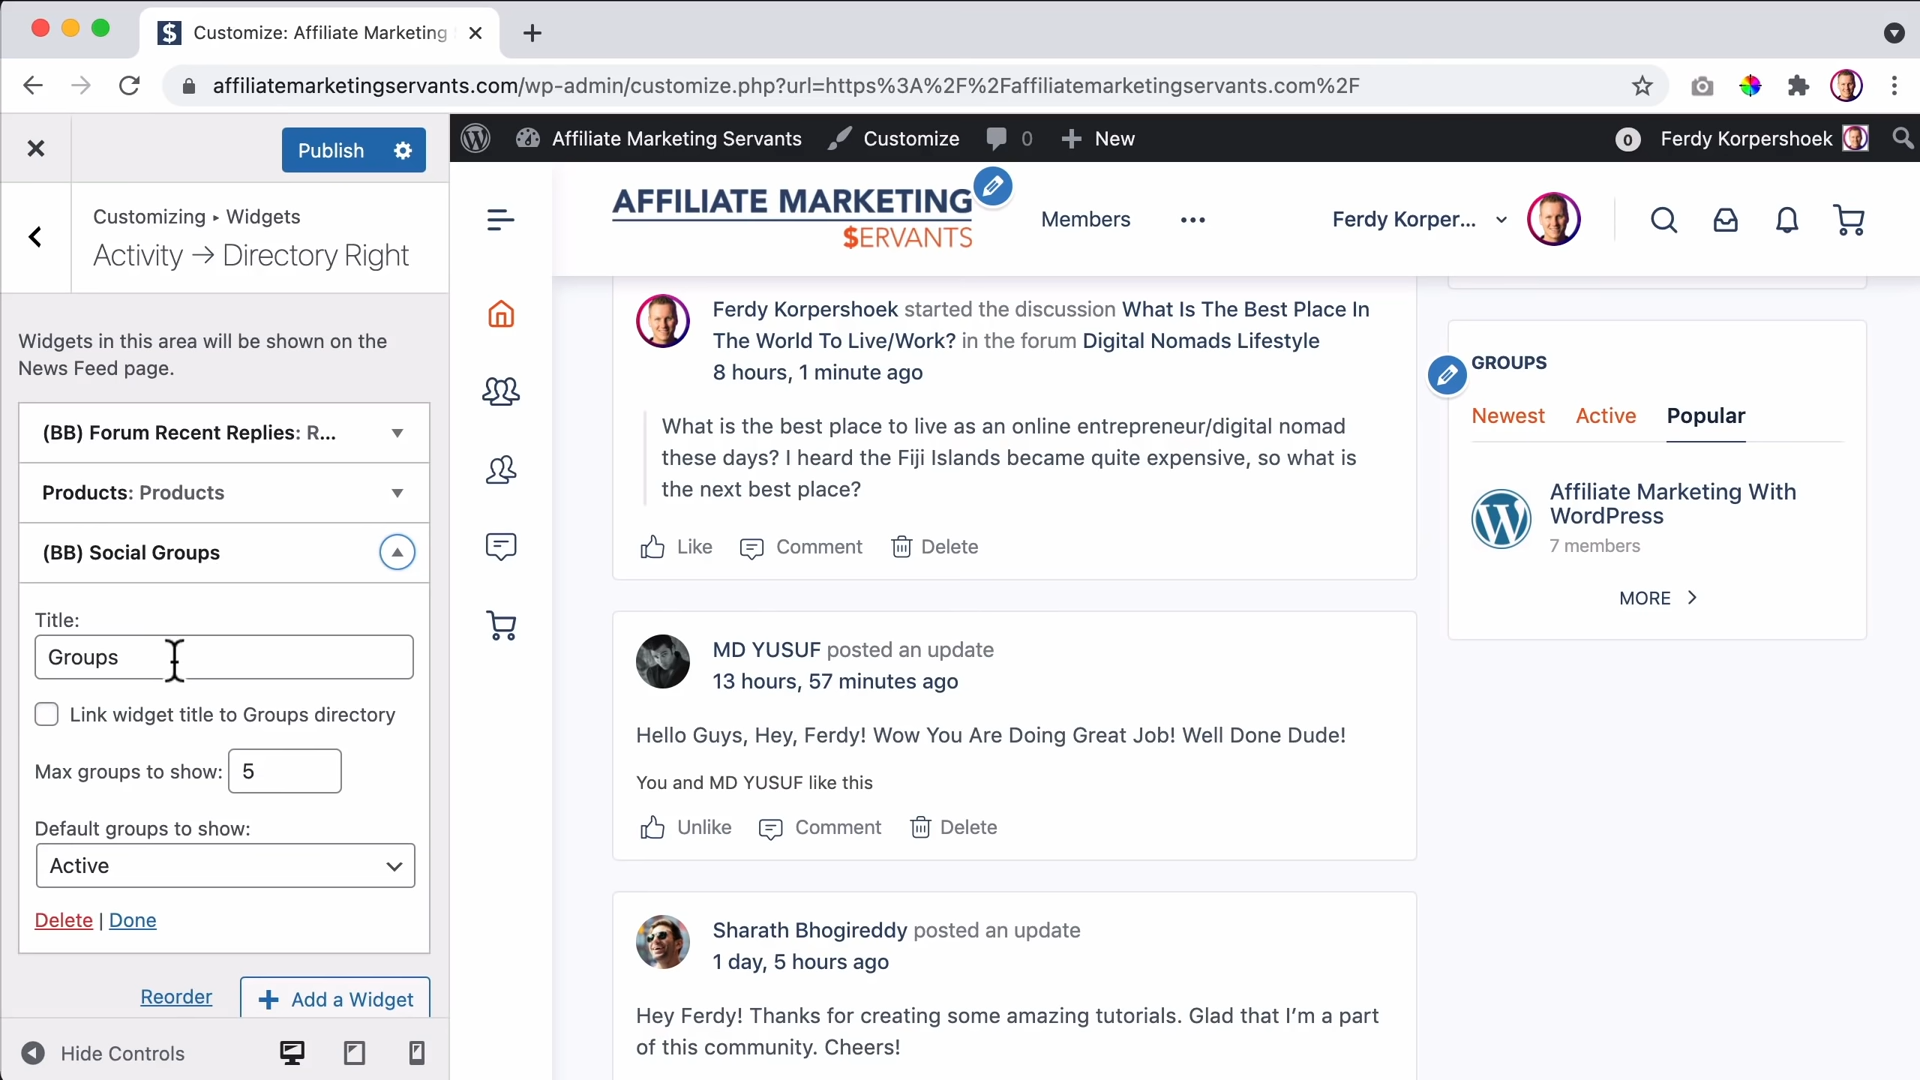 Customize: Affiliate Marketing
affiliatemarketingservants.com/wp-admin/customize.php?url=https%3A%2F%2Faffiliatemarketingservants.com%2F
Publish
Affiliate Marketing Servants
Customize
0
New
0
Ferdy Korpershoek
Customizing ▸ Widgets
Activity → Directory Right
AFFILIATE MARKETING
$ERVANTS
Members
Ferdy Korper...
Widgets in this area will be shown on the
News Feed page.
(BB) Forum Recent Replies: R...
Products: Products
(BB) Social Groups
Title:
Groups
Link widget title to Groups directory
Max groups to show: 5
Default groups to show:
Active
Delete | Done
Reorder
Add a Widget
Hide Controls
Ferdy Korpershoek started the discussion What Is The Best Place In
The World To Live/Work? in the forum Digital Nomads Lifestyle
8 hours, 1 minute ago
What is the best place to live as an online entrepreneur/digital nomad
these days? I heard the Fiji Islands became quite expensive, so what is
the next best place?
Like Comment Delete
MD YUSUF posted an update
13 hours, 57 minutes ago
Hello Guys, Hey, Ferdy! Wow You Are Doing Great Job! Well Done Dude!
You and MD YUSUF like this
Unlike Comment Delete
Sharath Bhogireddy posted an update
1 day, 5 hours ago
Hey Ferdy! Thanks for creating some amazing tutorials. Glad that I'm a part
of this community. Cheers!
GROUPS
Newest Active Popular
Affiliate Marketing With
WordPress
7 members
MORE